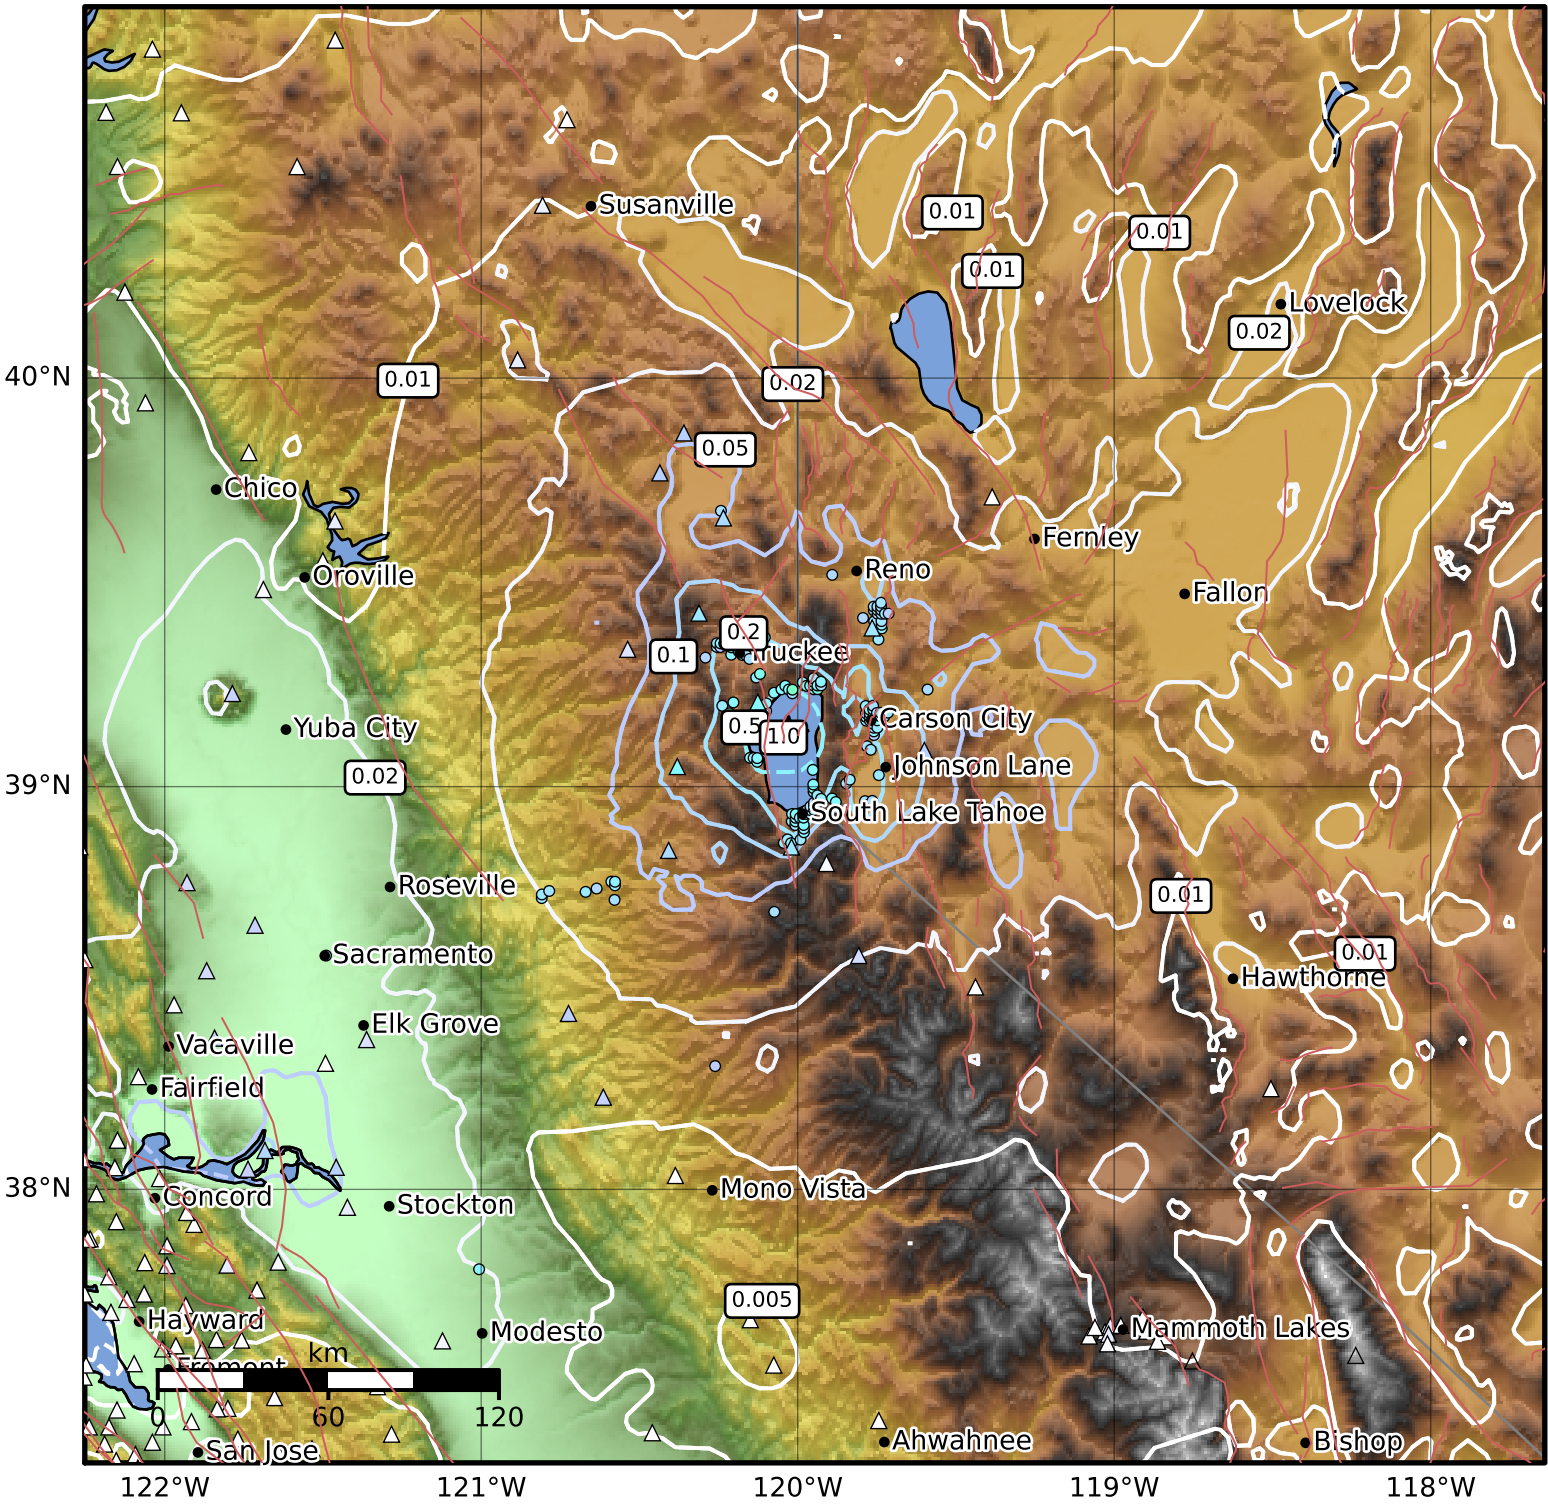 Susanville
0.01
0.01
0.01
Lovelock
0.02
40°N
0.01
0.02
0.05
Chico
Fernley
Reno
Oroville
Fallon
0.2
0.1
Truckee
Carson City
Yuba City
0.5
1.0
Johnson Lane
0.02
39°N
South Lake Tahoe
Roseville
0.01
Sacramento
0.01
Hawthorne
Elk Grove
Vacaville
Fairfield
38°N
Concord
Mono Vista
Stockton
0.005
Hayward
Modesto
Mammoth Lakes
km
Fremont
0 60 120
San Jose
Ahwahnee
Bishop
122°W 121°W 120°W 119°W 118°W